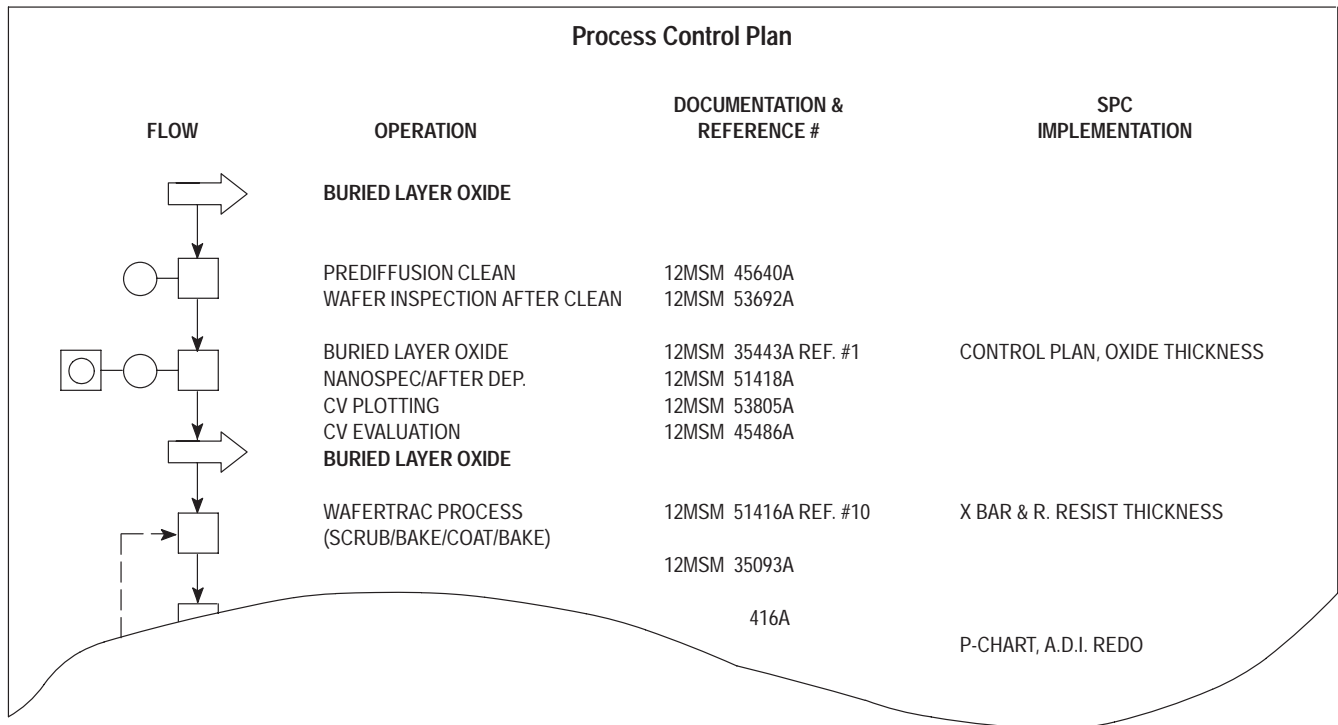 Process Control Plan
FLOW OPERATION DOCUMENTATION & REFERENCE # SPC IMPLEMENTATION
BURIED LAYER OXIDE
PREDIFFUSION CLEAN 12MSM 45640A
WAFER INSPECTION AFTER CLEAN 12MSM 53692A
BURIED LAYER OXIDE 12MSM 35443A REF. #1 CONTROL PLAN, OXIDE THICKNESS
NANOSPEC/AFTER DEP. 12MSM 51418A
CV PLOTTING 12MSM 53805A
CV EVALUATION 12MSM 45486A
BURIED LAYER OXIDE
WAFERTRAC PROCESS 12MSM 51416A REF. #10 X BAR & R. RESIST THICKNESS
(SCRUB/BAKE/COAT/BAKE)
12MSM 35093A
416A
P-CHART, A.D.I. REDO